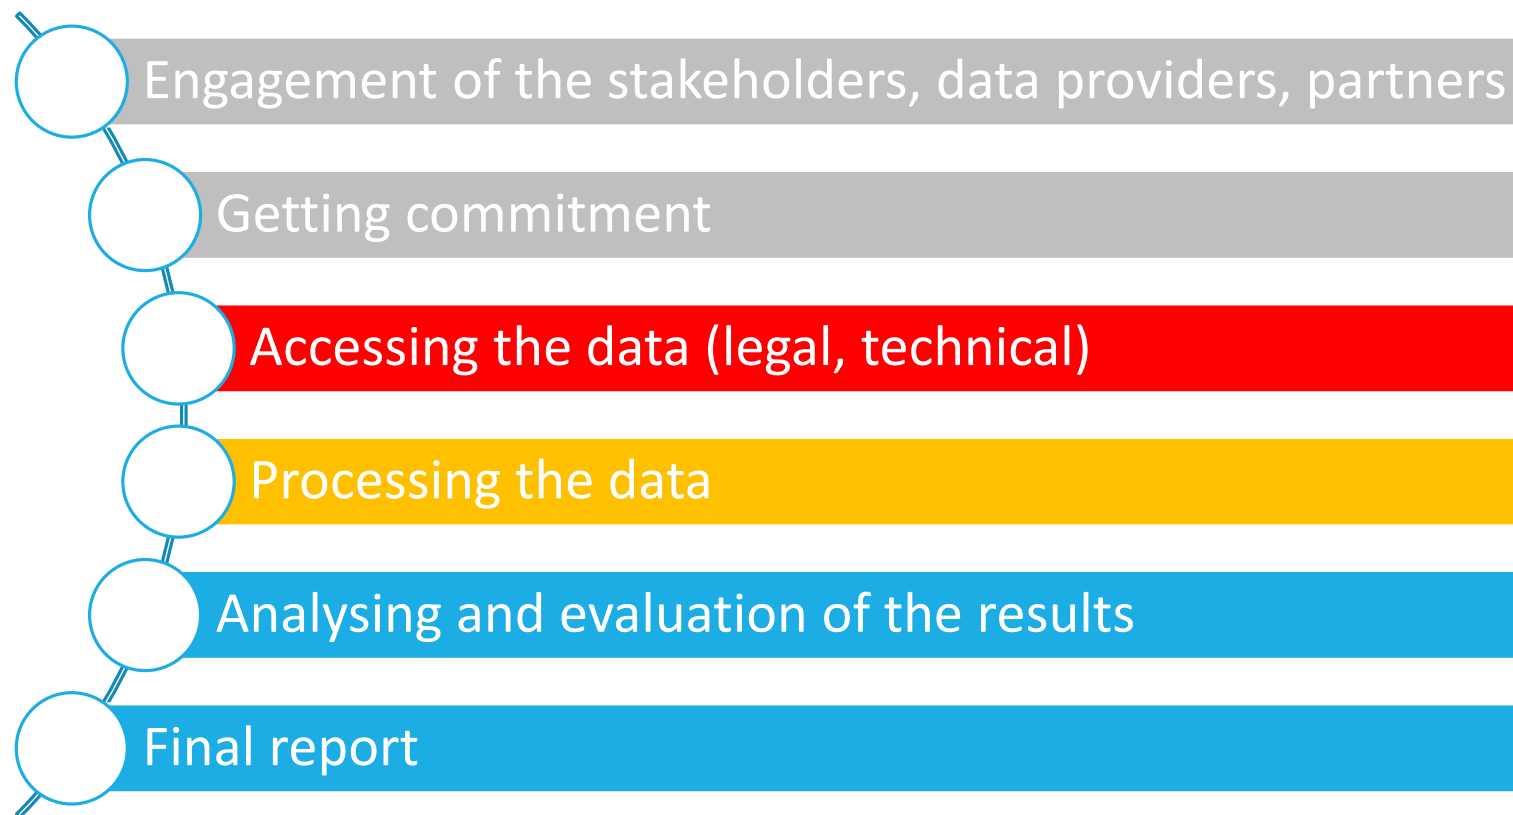 Engagement of the stakeholders, data providers, partners
Getting commitment
Accessing the data (legal, technical)
Processing the data
Analysing and evaluation of the results
Final report